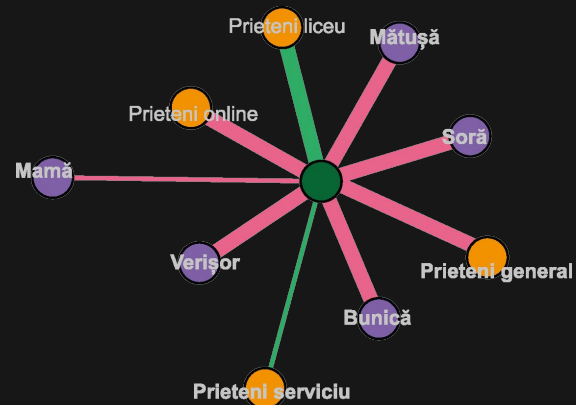 Prieteni liceu
Mătușă
Prieteni online
Soră
Mamă
Verișor
Prieteni general
Bunică
Prieteni serviciu